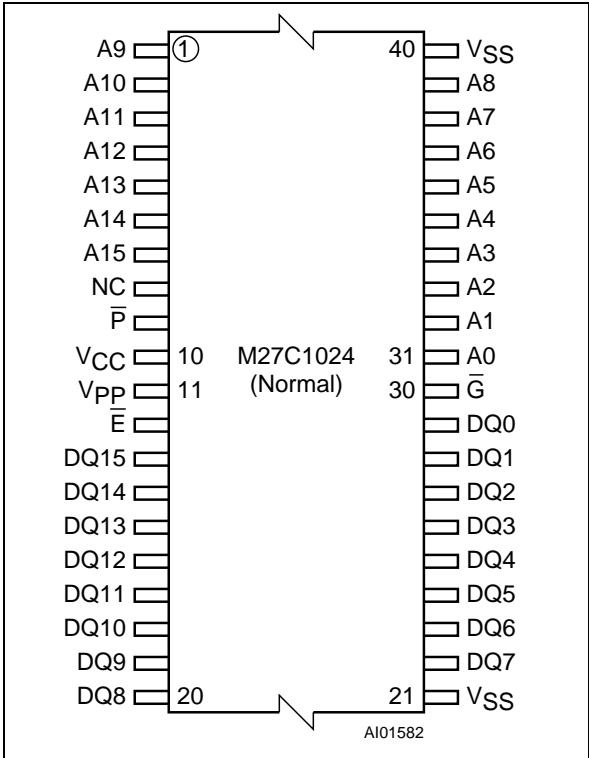 A9 1 40 VSS
A10 A8
A11 A7
A12 A6
A13 A5
A14 A4
A15 A3
NC A2
P̅ A1
VCC 10 M27C1024 31 A0
VPP 11 (Normal) 30 G̅
E̅ DQ0
DQ15 DQ1
DQ14 DQ2
DQ13 DQ3
DQ12 DQ4
DQ11 DQ5
DQ10 DQ6
DQ9 DQ7
DQ8 20 21 VSS
AI01582